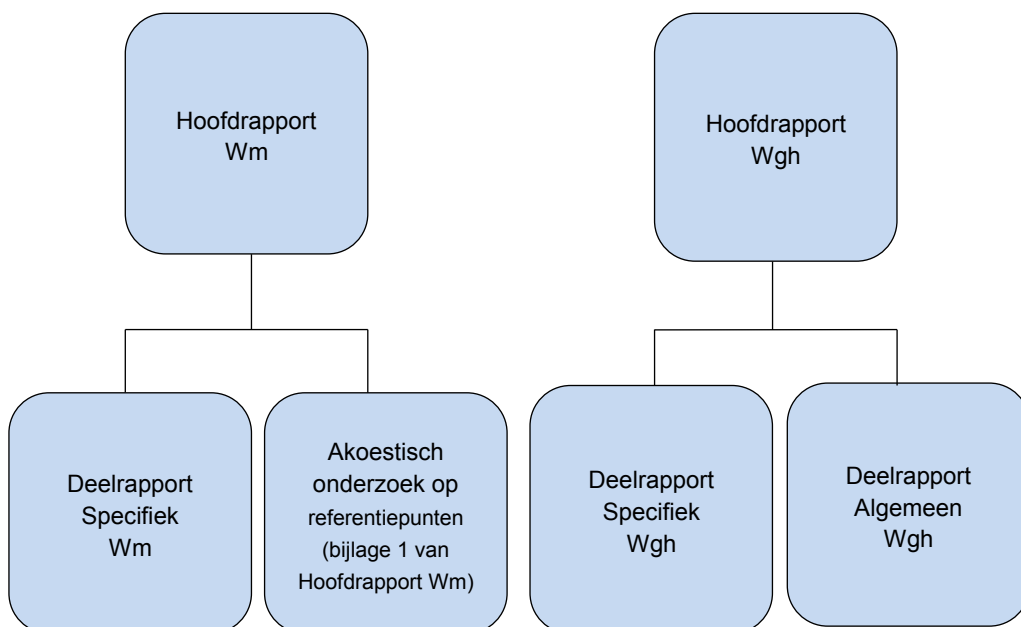 Hoofdrapport
Wm
Hoofdrapport
Wgh
Deelrapport
Specifiek
Wm
Akoestisch
onderzoek op
referentiepunten
(bijlage 1 van
Hoofdrapport Wm)
Deelrapport
Specifiek
Wgh
Deelrapport
Algemeen
Wgh